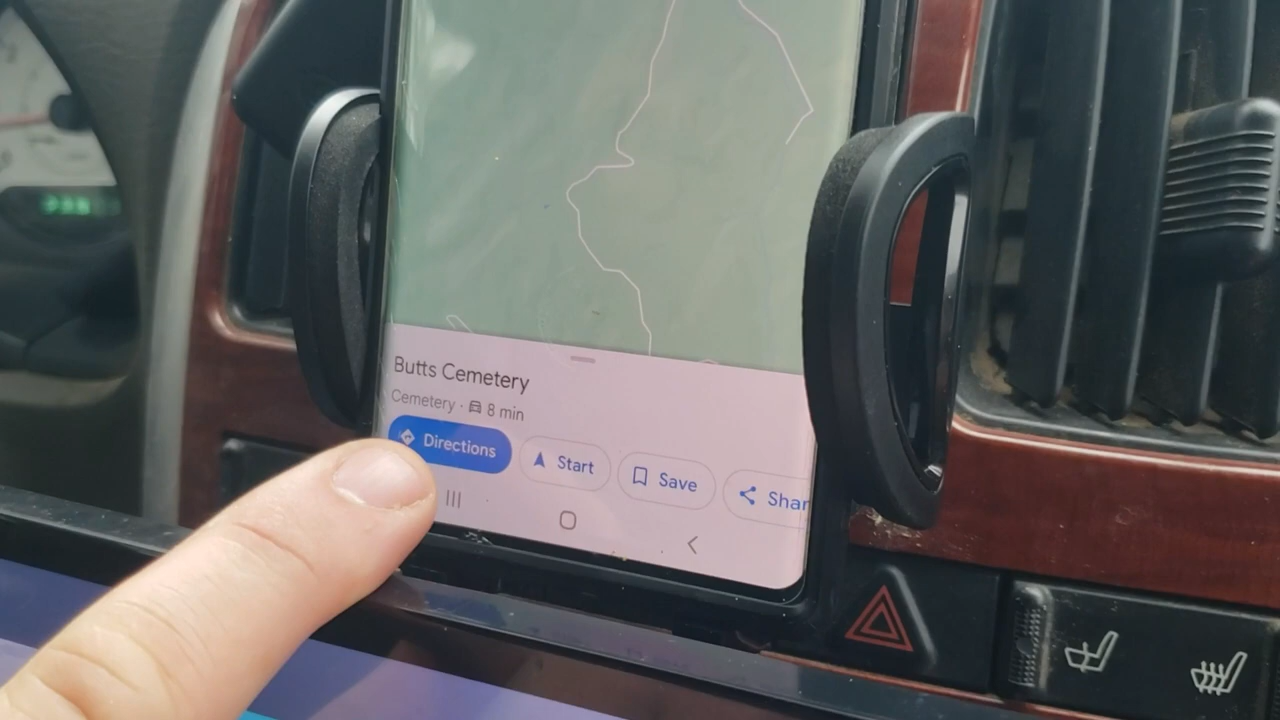 Butts Cemetery
Cemetery · 8 min
Directions
Start
Save
Shar